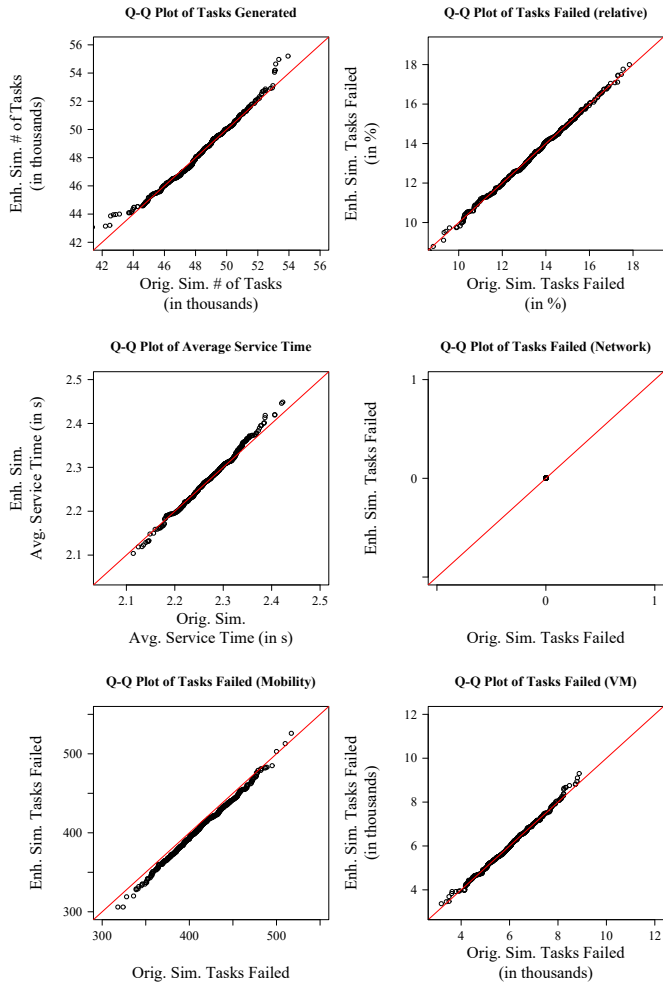 Q-Q Plot of Tasks Generated
Enh. Sim. # of Tasks
(in thousands)
56
54
52
50
48
46
44
42
42 44 46 48 50 52 54 56
Orig. Sim. # of Tasks
(in thousands)
Q-Q Plot of Tasks Failed (relative)
Enh. Sim. Tasks Failed
(in %)
18
16
14
12
10
10 12 14 16 18
Orig. Sim. Tasks Failed
(in %)
Q-Q Plot of Average Service Time
Enh. Sim.
Avg. Service Time (in s)
2.5
2.4
2.3
2.2
2.1
2.1 2.2 2.3 2.4 2.5
Orig. Sim.
Avg. Service Time (in s)
Q-Q Plot of Tasks Failed (Network)
Enh. Sim. Tasks Failed
1
0
0 1
Orig. Sim. Tasks Failed
Q-Q Plot of Tasks Failed (Mobility)
Enh. Sim. Tasks Failed
500
400
300
300 400 500
Orig. Sim. Tasks Failed
Q-Q Plot of Tasks Failed (VM)
Enh. Sim. Tasks Failed
(in thousands)
12
10
8
6
4
4 6 8 10 12
Orig. Sim. Tasks Failed
(in thousands)